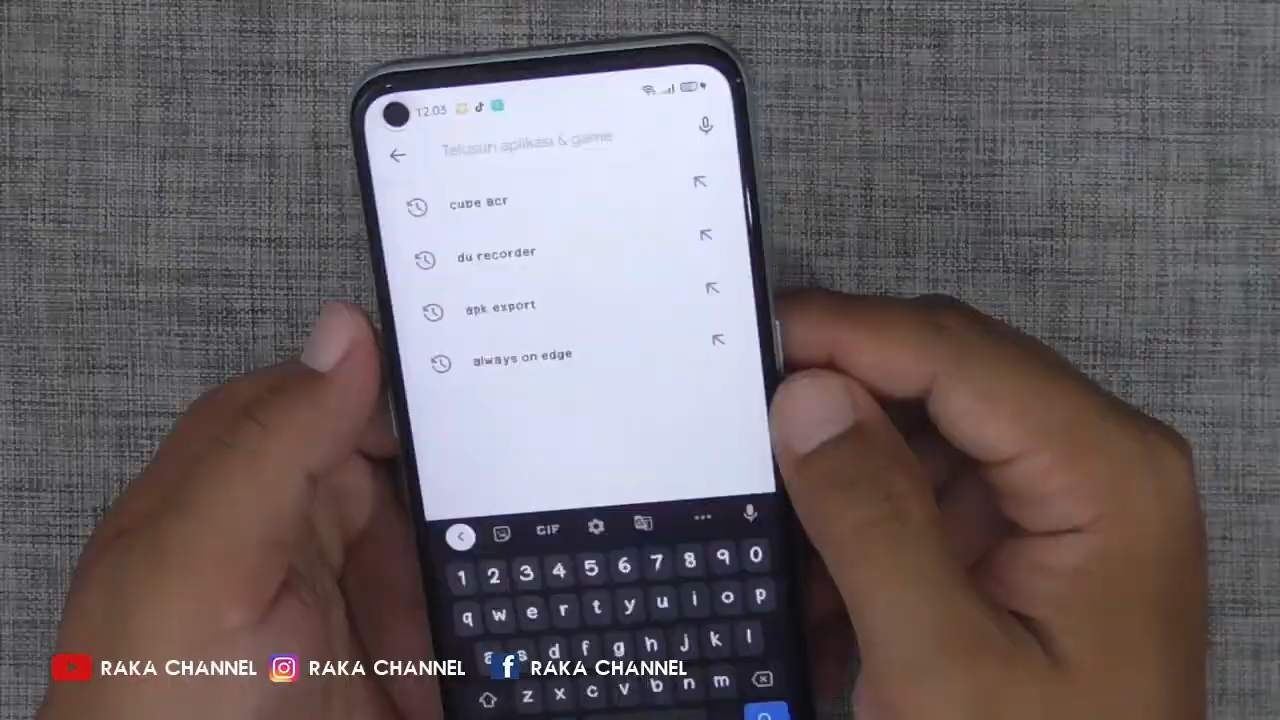 12.03
Telusuri aplikasi & game
cube acr
du recorder
apk export
always on edge
GIF
1 2 3 4 5 6 7 8 9 0
q w e r t y u i o p
a s d f g h j k l
z x c v b n m
RAKA CHANNEL RAKA CHANNEL f RAKA CHANNEL